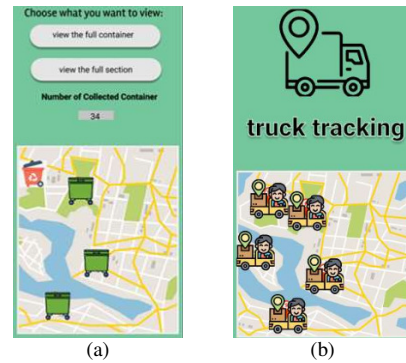 Choose what you want to view:
view the full container
view the full section
Number of Collected Container
34
(a)
truck tracking
(b)